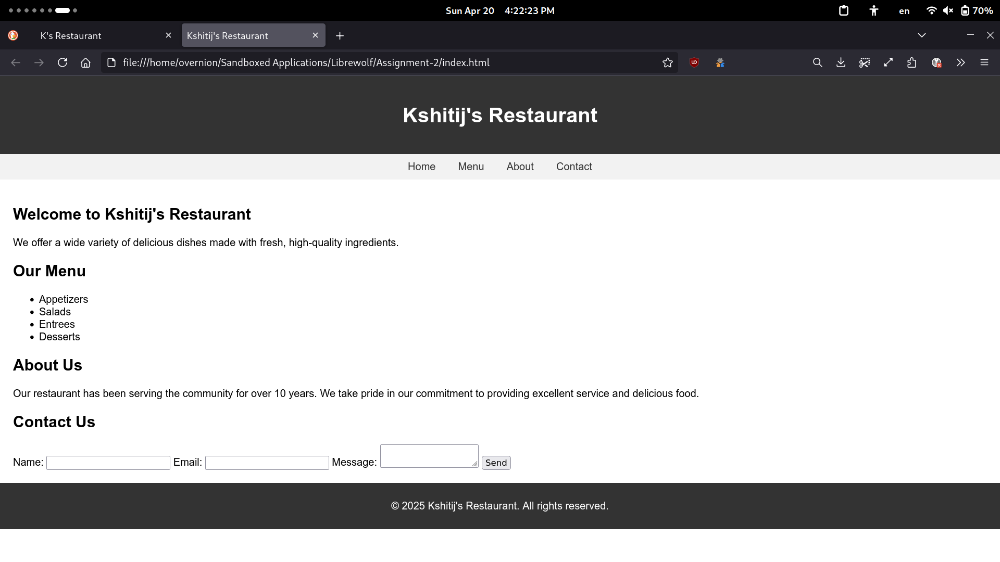 Sun Apr 20 4:22:23 PM
en
70%
K's Restaurant
Kshitij's Restaurant
file:///home/overnion/Sandboxed Applications/Librewolf/Assignment-2/index.html
Kshitij's Restaurant
Home Menu About Contact
Welcome to Kshitij's Restaurant
We offer a wide variety of delicious dishes made with fresh, high-quality ingredients.
Our Menu
Appetizers
Salads
Entrees
Desserts
About Us
Our restaurant has been serving the community for over 10 years. We take pride in our commitment to providing excellent service and delicious food.
Contact Us
Name: Email: Message: Send
© 2025 Kshitij's Restaurant. All rights reserved.